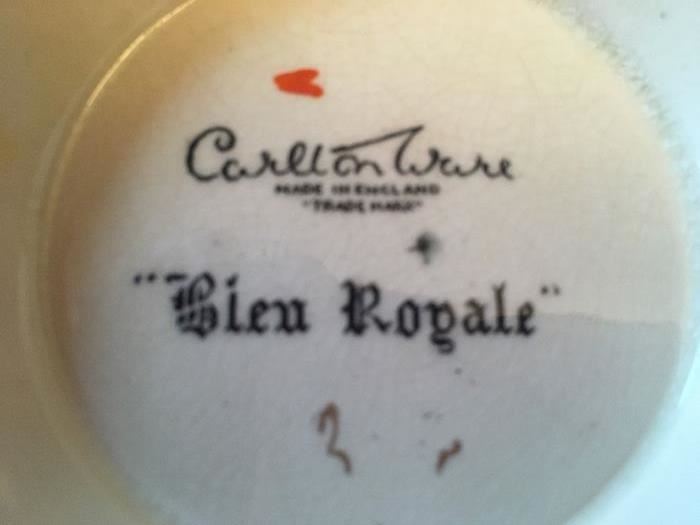 Carlton Ware
MADE IN ENGLAND
"TRADE MARK"
"Bleu Royale"